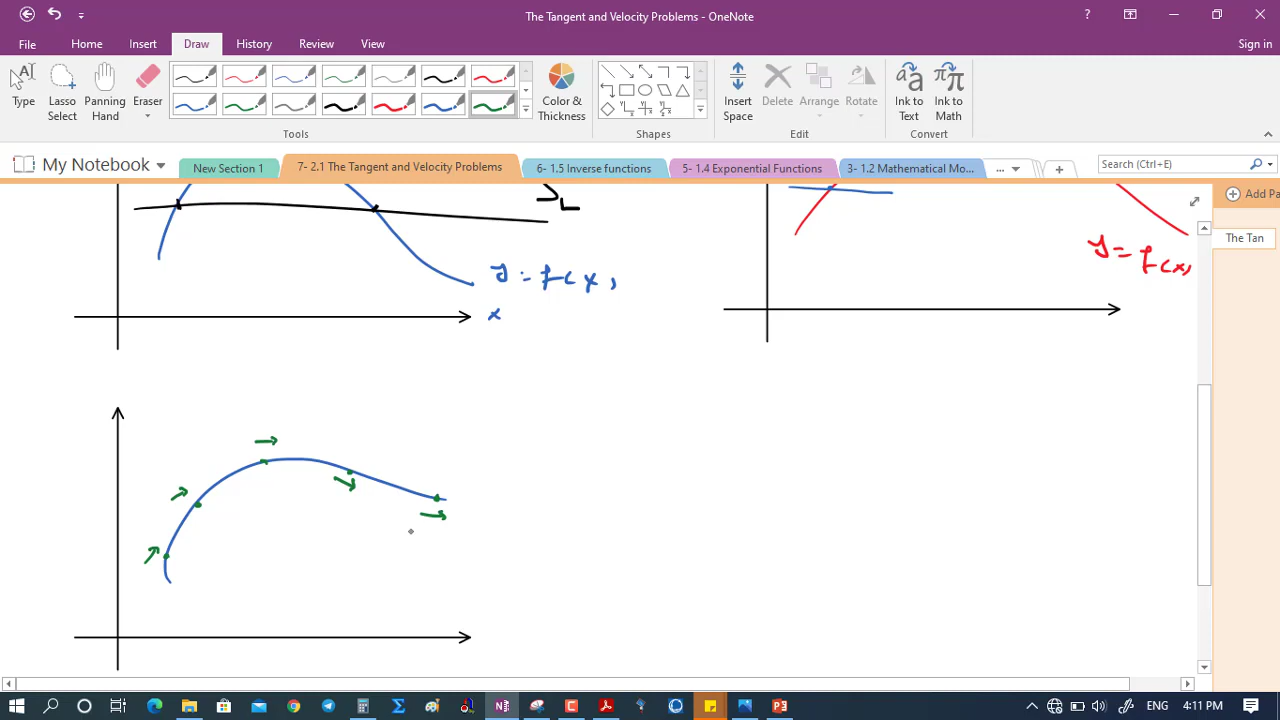 The Tangent and Velocity Problems - OneNote
Sign in
File Home Insert Draw History Review View
Type
Lasso Select
Panning Hand
Eraser
Color & Thickness
Insert Space
Delete
Arrange
Rotate
Ink to Text
Ink to Math
Tools
Shapes
Edit
Convert
My Notebook
New Section 1
7- 2.1 The Tangent and Velocity Problems
6- 1.5 Inverse functions
5- 1.4 Exponential Functions
3- 1.2 Mathematical Mo...
Search (Ctrl+E)
Add Pa
The Tan
L
y = f(x)
x
y = f(x)
4:11 PM